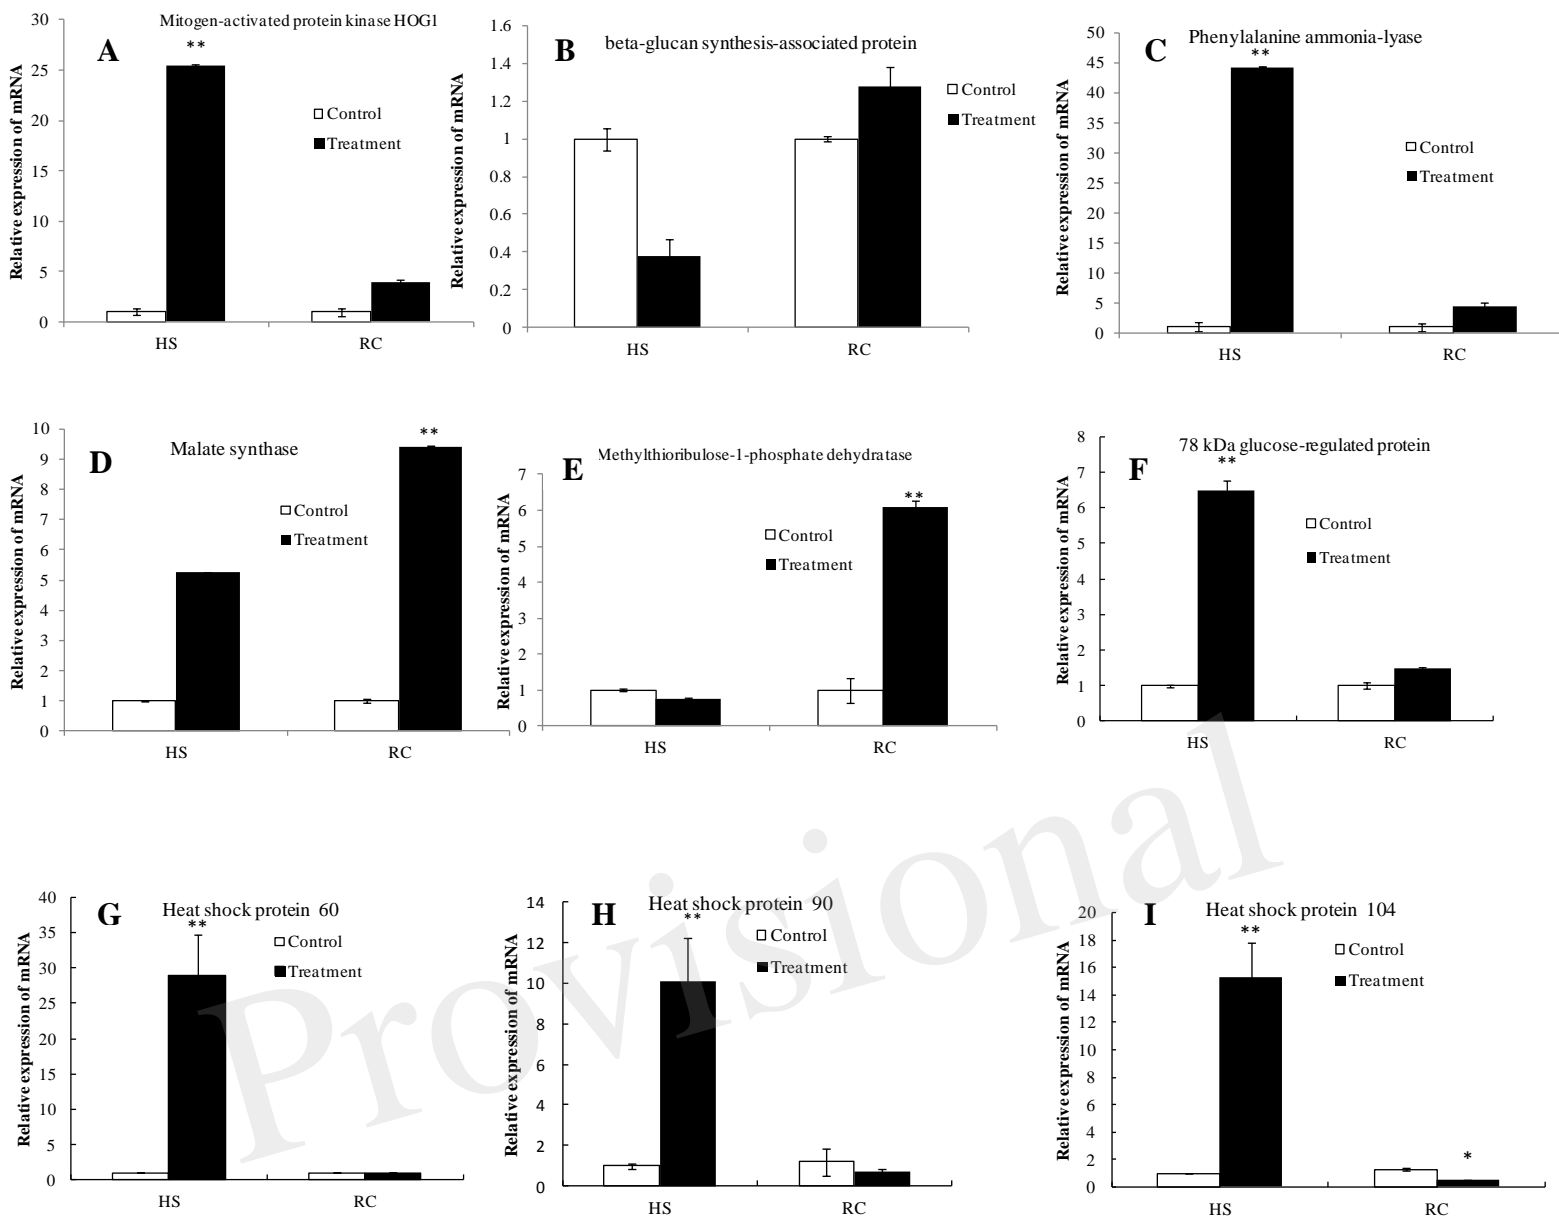 A
Mitogen-activated protein kinase HOG1
Relative expression of mRNA
30
25
20
15
10
5
0
**
Control
Treatment
HS
RC
B
beta-glucan synthesis-associated protein
Relative expression of mRNA
1.6
1.4
1.2
1
0.8
0.6
0.4
0.2
0
Control
Treatment
HS
RC
C
Phenylalanine ammonia-lyase
Relative expression of mRNA
50
45
40
35
30
25
20
15
10
5
0
**
Control
Treatment
HS
RC
D
Malate synthase
Relative expression of mRNA
10
9
8
7
6
5
4
3
2
1
0
**
Control
Treatment
HS
RC
E
Methylthioribulose-1-phosphate dehydratase
Relative expression of mRNA
7
6
5
4
3
2
1
0
**
Control
Treatment
HS
RC
F
78 kDa glucose-regulated protein
Relative expression of mRNA
8
7
6
5
4
3
2
1
0
**
Control
Treatment
HS
RC
G
Heat shock protein 60
Relative expression of mRNA
40
35
30
25
20
15
10
5
0
**
Control
Treatment
HS
RC
H
Heat shock protein 90
Relative expression of mRNA
14
12
10
8
6
4
2
0
**
Control
Treatment
HS
RC
I
Heat shock protein 104
Relative expression of mRNA
20
18
16
14
12
10
8
6
4
2
0
**
*
Control
Treatment
HS
RC
Provisional